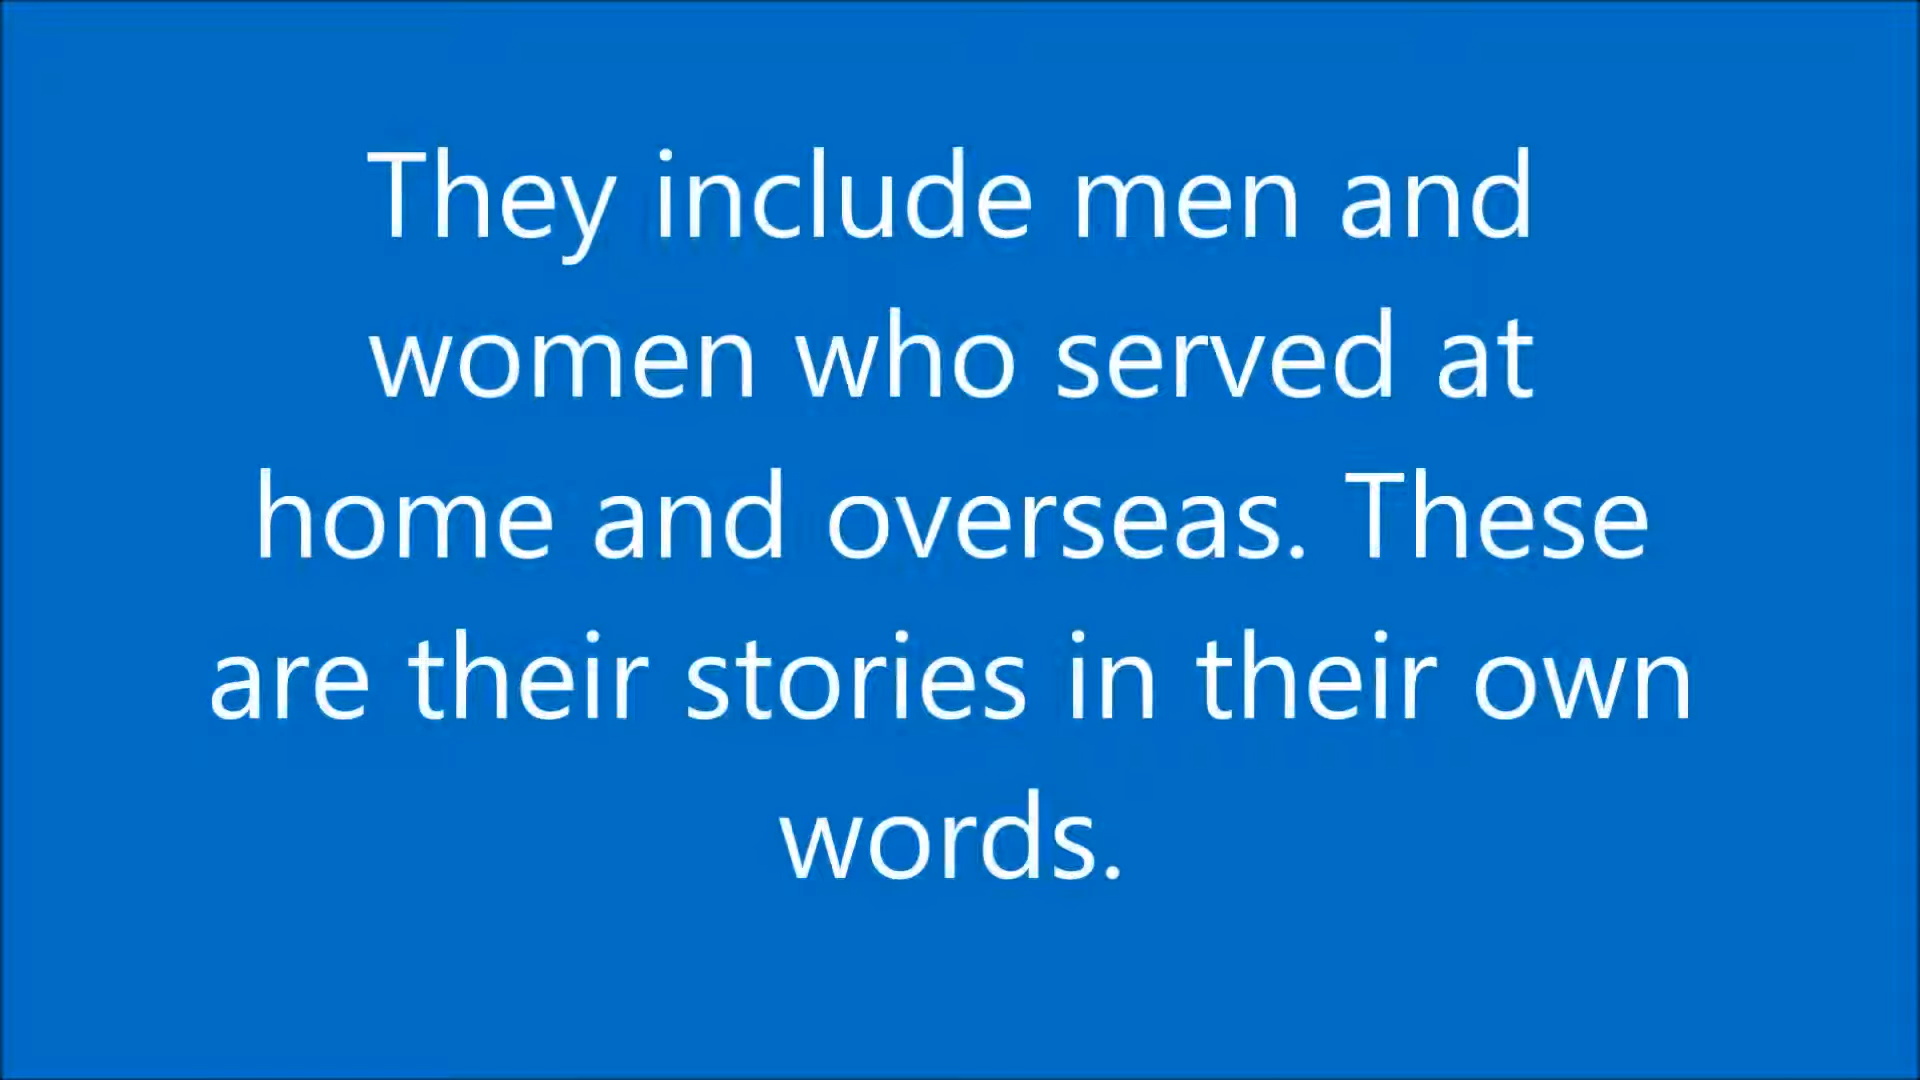 They include men and
women who served at
home and overseas. These
are their stories in their own
words.